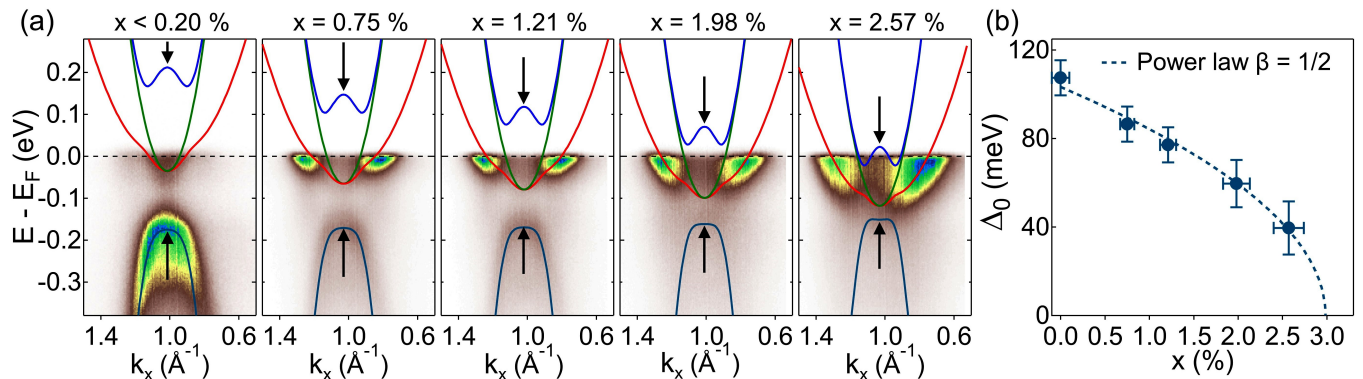 (a)
x < 0.20 %
x = 0.75 %
x = 1.21 %
x = 1.98 %
x = 2.57 %
E - E_F (eV)
0.2
0.1
0.0
-0.1
-0.2
-0.3
1.4 1.0 0.6
1.4 1.0 0.6
1.4 1.0 0.6
1.4 1.0 0.6
1.4 1.0 0.6
k_x (Å⁻¹)
k_x (Å⁻¹)
k_x (Å⁻¹)
k_x (Å⁻¹)
k_x (Å⁻¹)
(b)
Power law β = 1/2
Δ₀ (meV)
120
80
40
0
0.0 0.5 1.0 1.5 2.0 2.5 3.0
x (%)